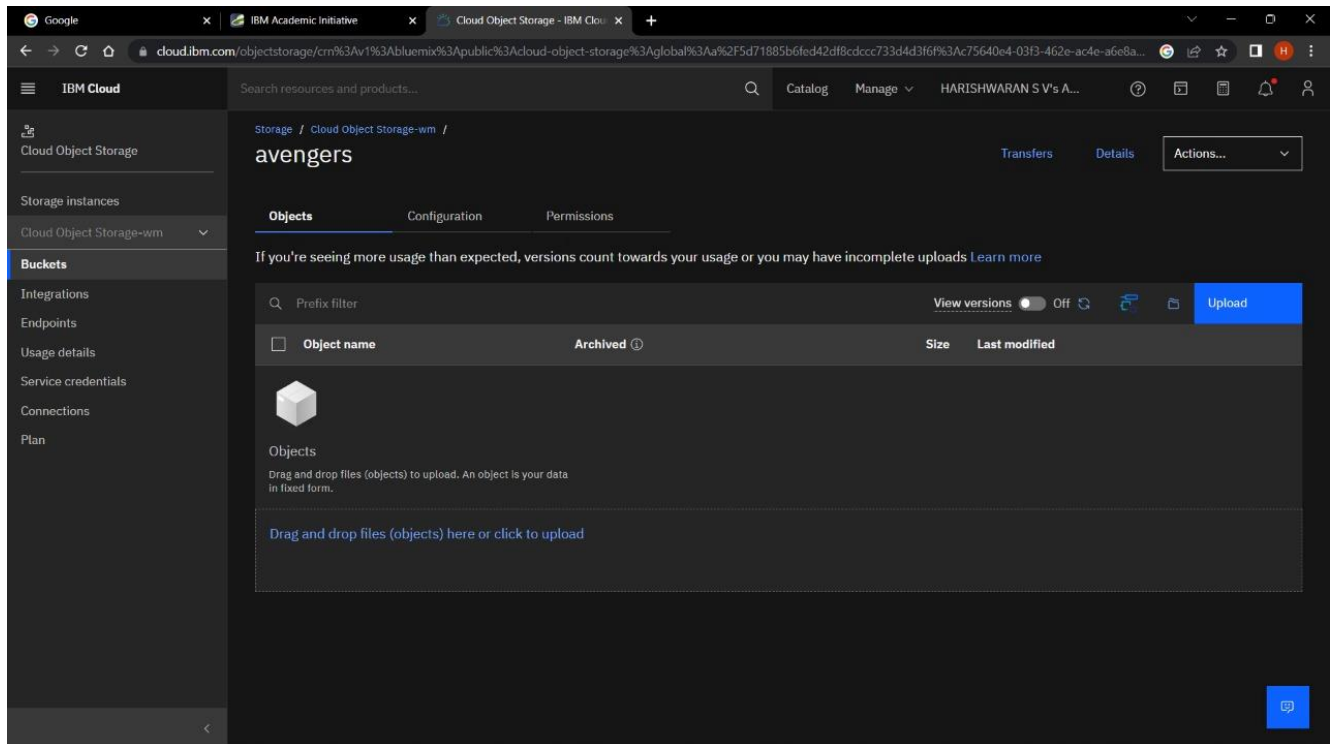 Google
IBM Academic Initiative
Cloud Object Storage - IBM Clou
cloud.ibm.com/objectstorage/crn%3Av1%3Abluemix%3Apublic%3Acloud-object-storage%3Aglobal%3Aa%2F5d71885b6fed42df8cdccc733d4d3f6f%3Ac75640e4-03f3-462e-ac4e-a6e8a...
H
IBM Cloud
Search resources and products...
Catalog
Manage
HARISHWARAN S V's A...
Cloud Object Storage
Storage instances
Cloud Object Storage-wm
Buckets
Integrations
Endpoints
Usage details
Service credentials
Connections
Plan
Storage / Cloud Object Storage-wm /
avengers
Transfers
Details
Actions...
Objects
Configuration
Permissions
If you're seeing more usage than expected, versions count towards your usage or you may have incomplete uploads Learn more
Prefix filter
View versions
Off
Upload
Object name
Archived
Size
Last modified
Objects
Drag and drop files (objects) to upload. An object is your data
in fixed form.
Drag and drop files (objects) here or click to upload